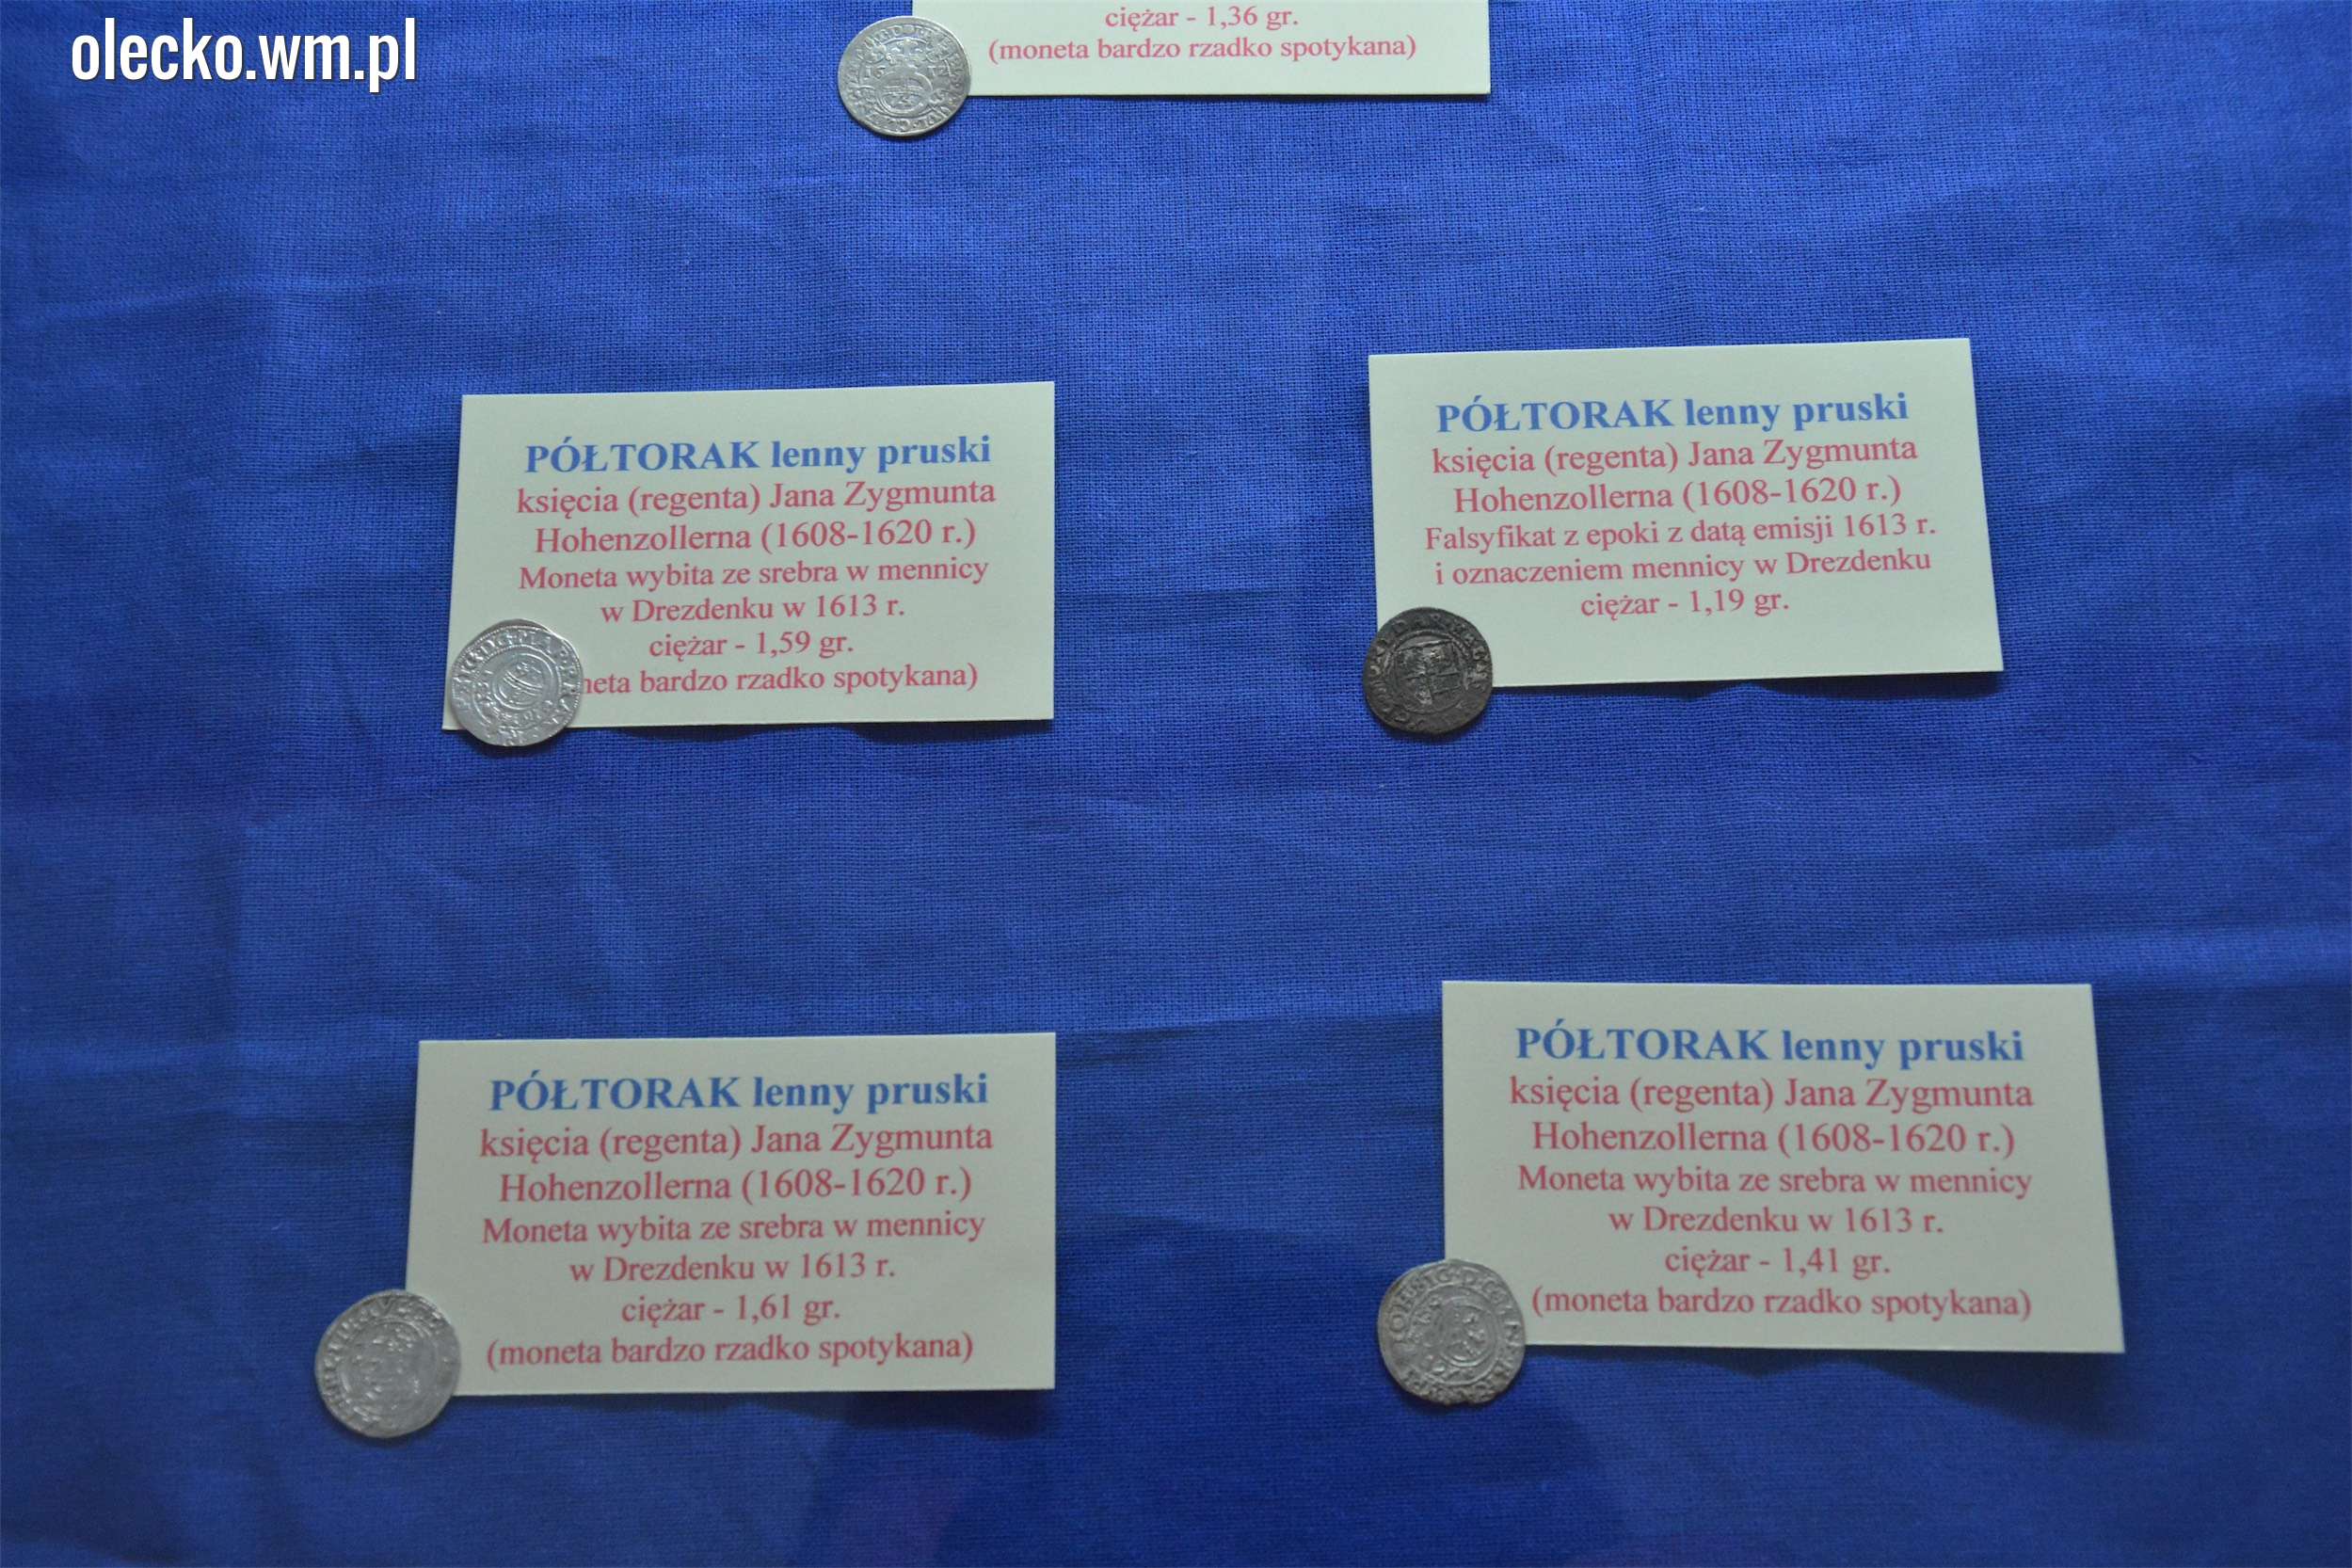 olecko.wm.pl
ciężar - 1,36 gr.
(moneta bardzo rzadko spotykana)
PÓŁTORAK lenny pruski
księcia (regenta) Jana Zygmunta
Hohenzollerna (1608-1620 r.)
Moneta wybita ze srebra w mennicy
w Drezdenku w 1613 r.
ciężar - 1,59 gr.
neta bardzo rzadko spotykana)
PÓŁTORAK lenny pruski
księcia (regenta) Jana Zygmunta
Hohenzollerna (1608-1620 r.)
Falsyfikat z epoki z datą emisji 1613 r.
i oznaczeniem mennicy w Drezdenku
ciężar - 1,19 gr.
PÓŁTORAK lenny pruski
księcia (regenta) Jana Zygmunta
Hohenzollerna (1608-1620 r.)
Moneta wybita ze srebra w mennicy
w Drezdenku w 1613 r.
ciężar - 1,61 gr.
(moneta bardzo rzadko spotykana)
PÓŁTORAK lenny pruski
księcia (regenta) Jana Zygmunta
Hohenzollerna (1608-1620 r.)
Moneta wybita ze srebra w mennicy
w Drezdenku w 1613 r.
ciężar - 1,41 gr.
(moneta bardzo rzadko spotykana)